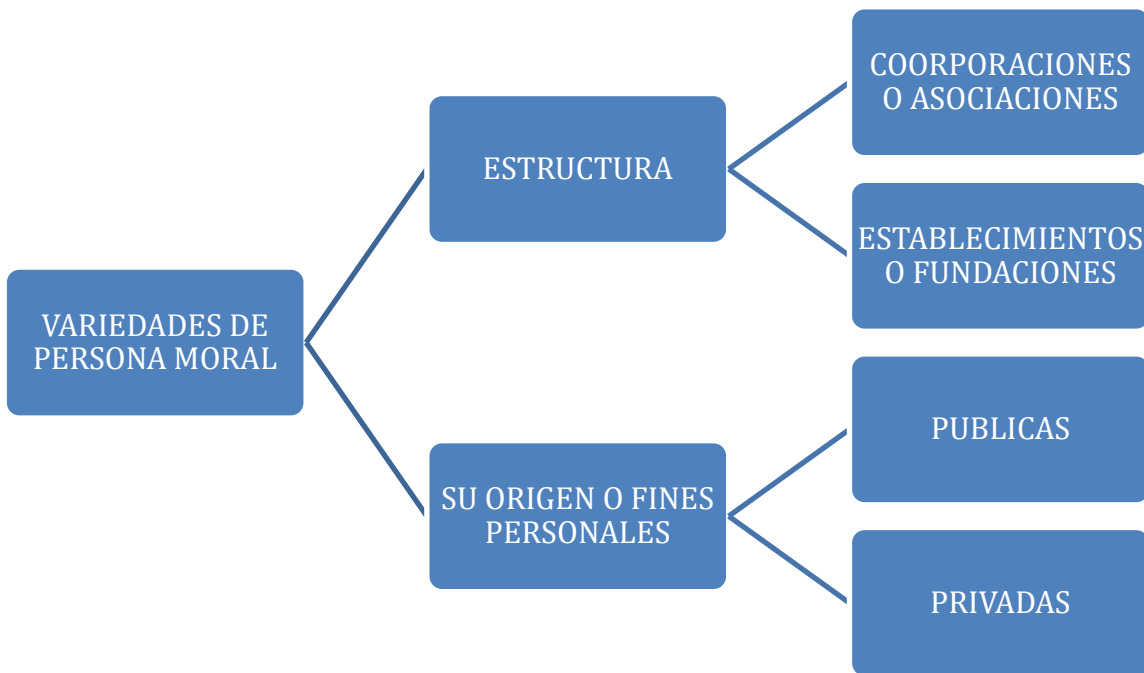 VARIEDADES DE
PERSONA MORAL
ESTRUCTURA
COORPORACIONES
O ASOCIACIONES
ESTABLECIMIENTOS
O FUNDACIONES
SU ORIGEN O FINES
PERSONALES
PUBLICAS
PRIVADAS